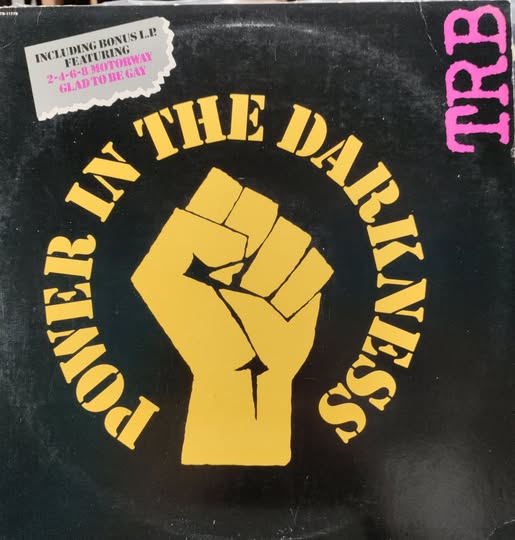 INCLUDING BONUS L.P.
FEATURING
2-4-6-8 MOTORWAY
GLAD TO BE GAY
TRB
POWER IN THE DARKNESS